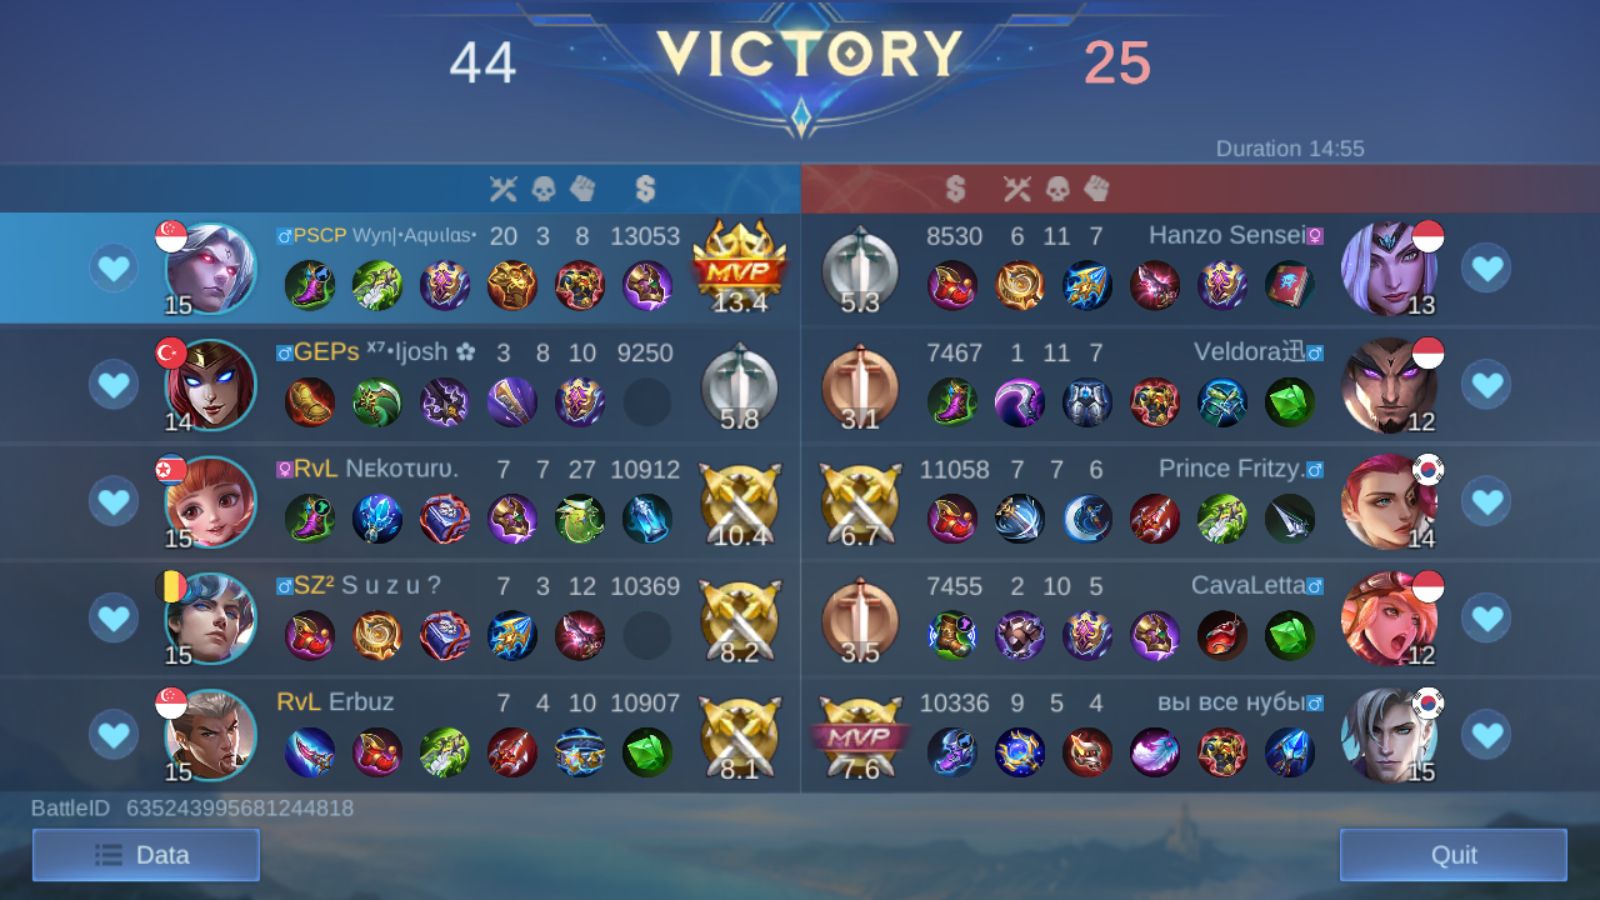 44 VICTORY 25
Duration 14:55
PSCP Wyn|•Aqυιlαs• 20 3 8 13053
15 MVP 13.4
8530 6 11 7 Hanzo Sensei
5.3 13
GEPs ˣ⁷•Ijosh ✿ 3 8 10 9250
14 5.8
7467 1 11 7 Veldora迅
3.1 12
RvL Nᴇkoτuru. 7 7 27 10912
15 10.4
11058 7 7 6 Prince Fritzy.
6.7 14
SZ² S u z u ? 7 3 12 10369
15 8.2
7455 2 10 5 CavaLetta
3.5 12
RvL Erbuz 7 4 10 10907
15 8.1
10336 9 5 4 вы все нубы
MVP 7.6 15
BattleID 635243995681244818
Data Quit